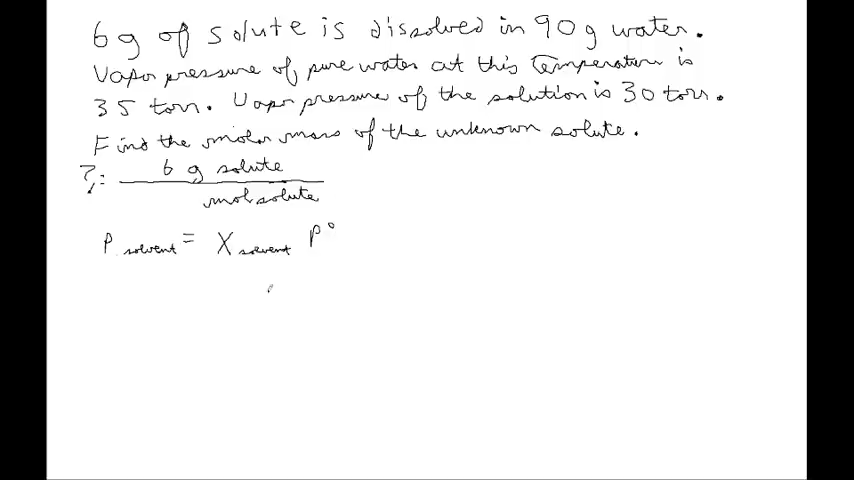 6 g of solute is dissolved in 90 g water.
Vapor pressure of pure water at this temperature is
35 torr. Vapor pressure of the solution is 30 torr.
Find the molar mass of the unknown solute.
?= 6 g solute
mol solute
P solvent = X solvent P°